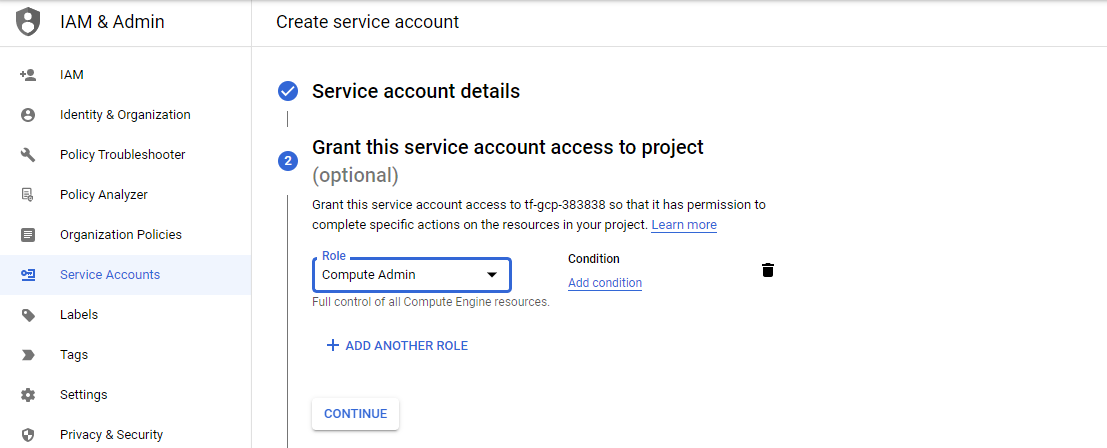 IAM & Admin
Create service account
IAM
Identity & Organization
Policy Troubleshooter
Policy Analyzer
Organization Policies
Service Accounts
Labels
Tags
Settings
Privacy & Security
Service account details
2
Grant this service account access to project
(optional)
Grant this service account access to tf-gcp-383838 so that it has permission to
complete specific actions on the resources in your project. Learn more
Role
Compute Admin
Condition
Add condition
Full control of all Compute Engine resources.
+ ADD ANOTHER ROLE
CONTINUE